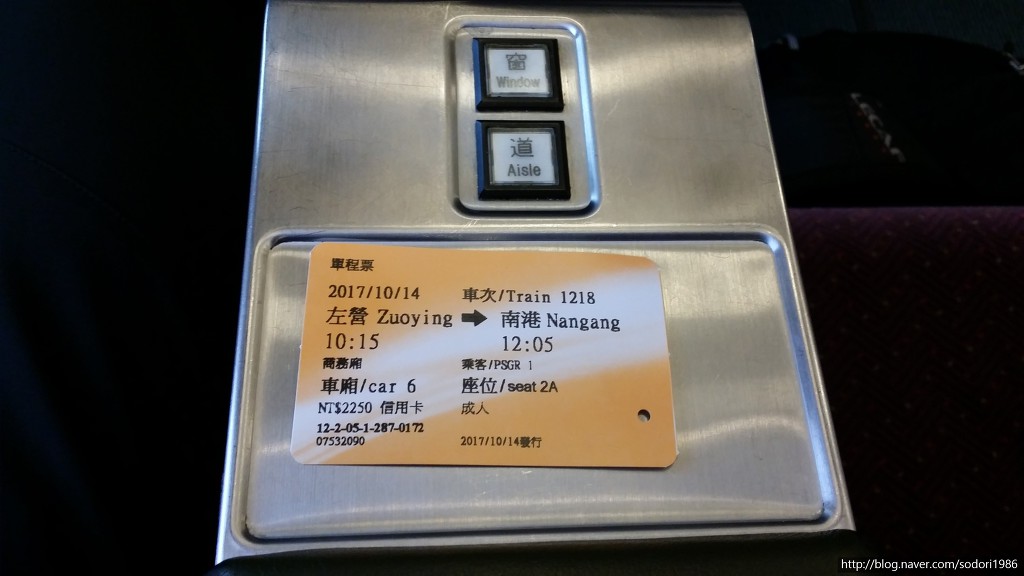 窗
Window
道
Aisle
單程票
2017/10/14 車次/Train 1218
左營 Zuoying → 南港 Nangang
10:15 12:05
商務廂 乘客/PSGR 1
車廂/car 6 座位/seat 2A
NT$2250 信用卡 成人
12-2-05-1-287-0172
07532090 2017/10/14發行
http://blog.naver.com/sodori1986